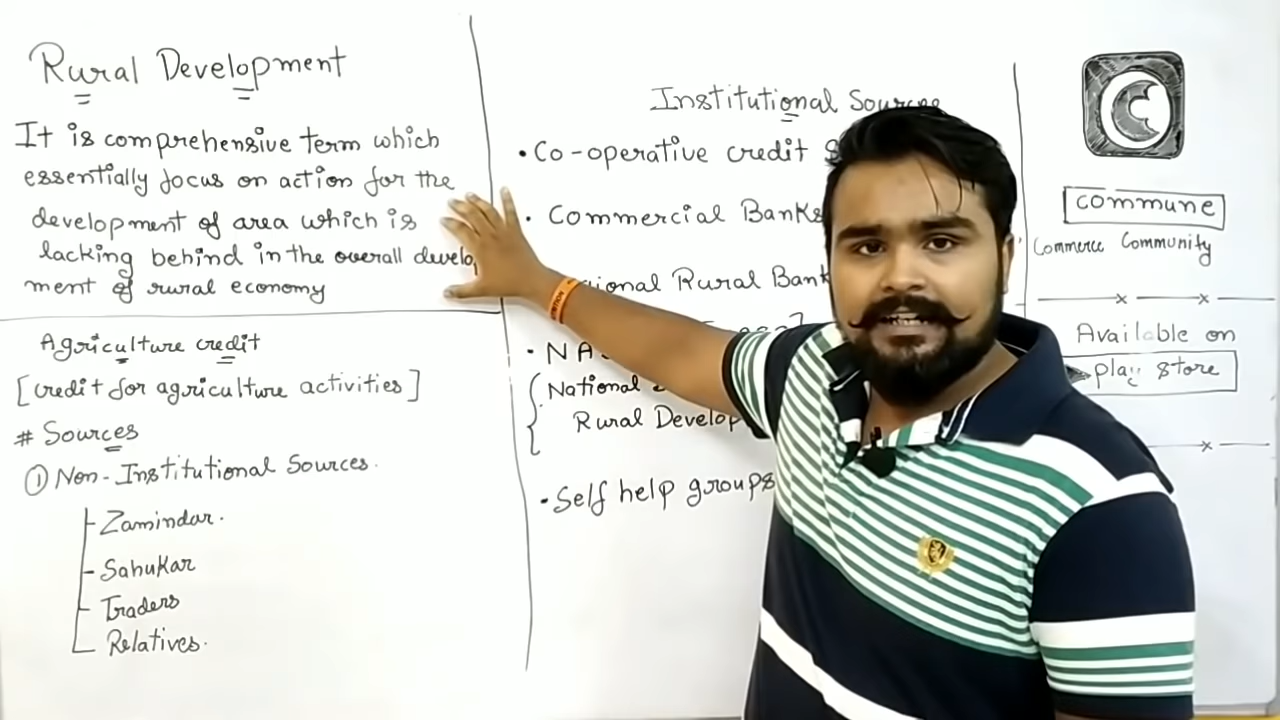 Rural Development
It is comprehensive term which
essentially focus on action for the
development of area which is
lacking behind in the overall develop
ment of rural economy
Agriculture credit
[credit for agriculture activities]
# Sources
① Non-Institutional Sources.
Zamindar.
Sahukar
Traders
Relatives.
Institutional Sources
• Co-operative credit
• Commercial Banks
Rural Bank
• NA
National
Rural Develop
• Self help groups
commune
Commerce Community
Available on
play store